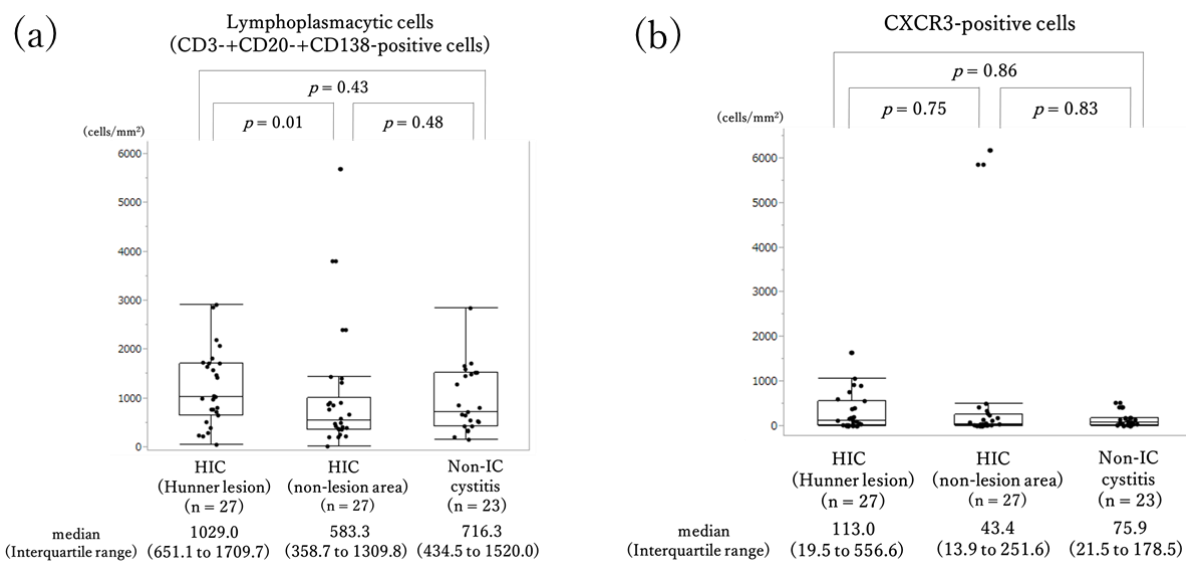 (a)
Lymphoplasmacytic cells
(CD3-+CD20-+CD138-positive cells)
p = 0.43
p = 0.01
p = 0.48
(cells/mm²)
6000
5000
4000
3000
2000
1000
0
HIC
(Hunner lesion)
(n = 27)
HIC
(non-lesion area)
(n = 27)
Non-IC
cystitis
(n = 23)
median
(Interquartile range)
1029.0
(651.1 to 1709.7)
583.3
(358.7 to 1309.8)
716.3
(434.5 to 1520.0)
(b)
CXCR3-positive cells
p = 0.86
p = 0.75
p = 0.83
(cells/mm²)
6000
5000
4000
3000
2000
1000
0
HIC
(Hunner lesion)
(n = 27)
HIC
(non-lesion area)
(n = 27)
Non-IC
cystitis
(n = 23)
median
(Interquartile range)
113.0
(19.5 to 556.6)
43.4
(13.9 to 251.6)
75.9
(21.5 to 178.5)